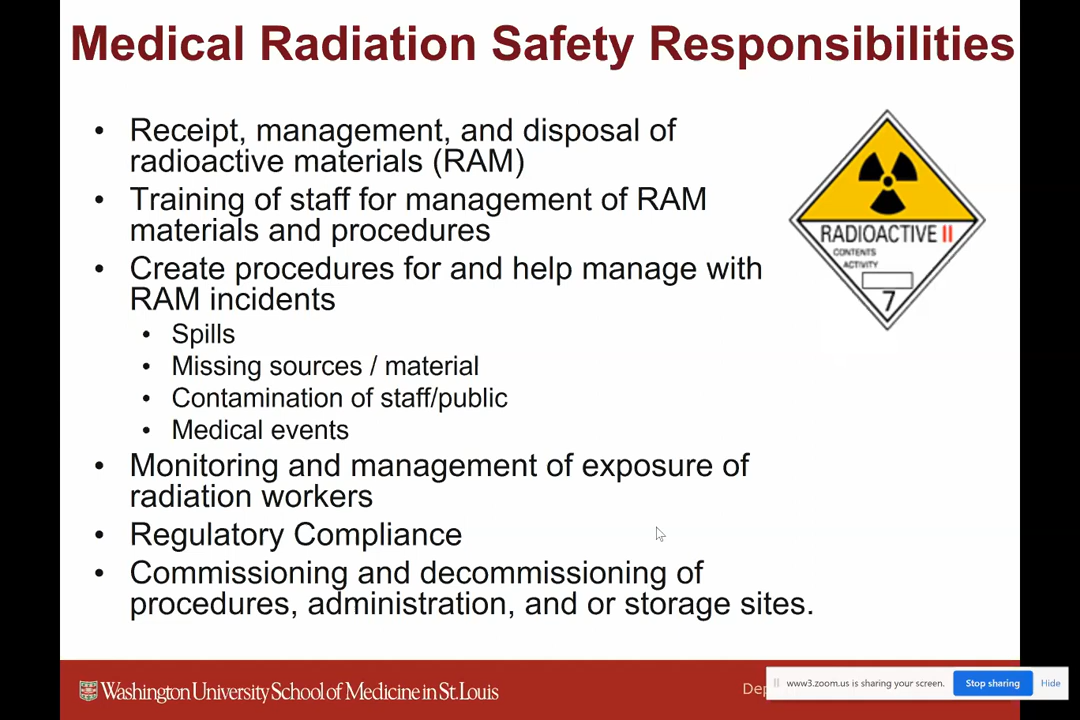 Medical Radiation Safety Responsibilities
• Receipt, management, and disposal of
radioactive materials (RAM)
• Training of staff for management of RAM
materials and procedures
• Create procedures for and help manage with
RAM incidents
• Spills
• Missing sources / material
• Contamination of staff/public
• Medical events
• Monitoring and management of exposure of
radiation workers
• Regulatory Compliance
• Commissioning and decommissioning of
procedures, administration, and or storage sites.
RADIOACTIVE II
CONTENTS
ACTIVITY
7
Washington University School of Medicine in St. Louis
www3.zoom.us is sharing your screen.
Stop sharing
Hide